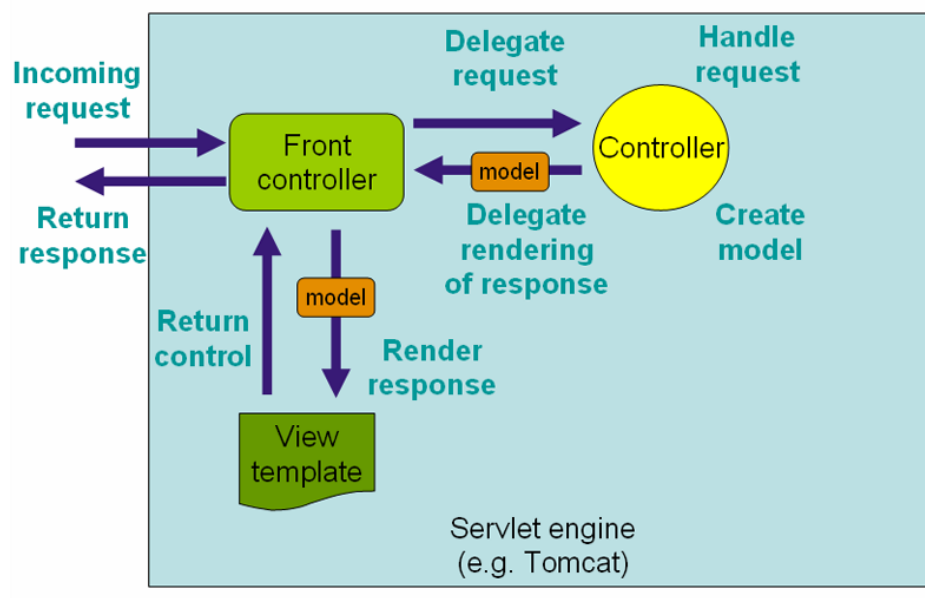 Incoming
request
Return
response
Front
controller
Delegate
request
Handle
request
Controller
model
Delegate
rendering
of response
Create
model
model
Return
control
Render
response
View
template
Servlet engine
(e.g. Tomcat)